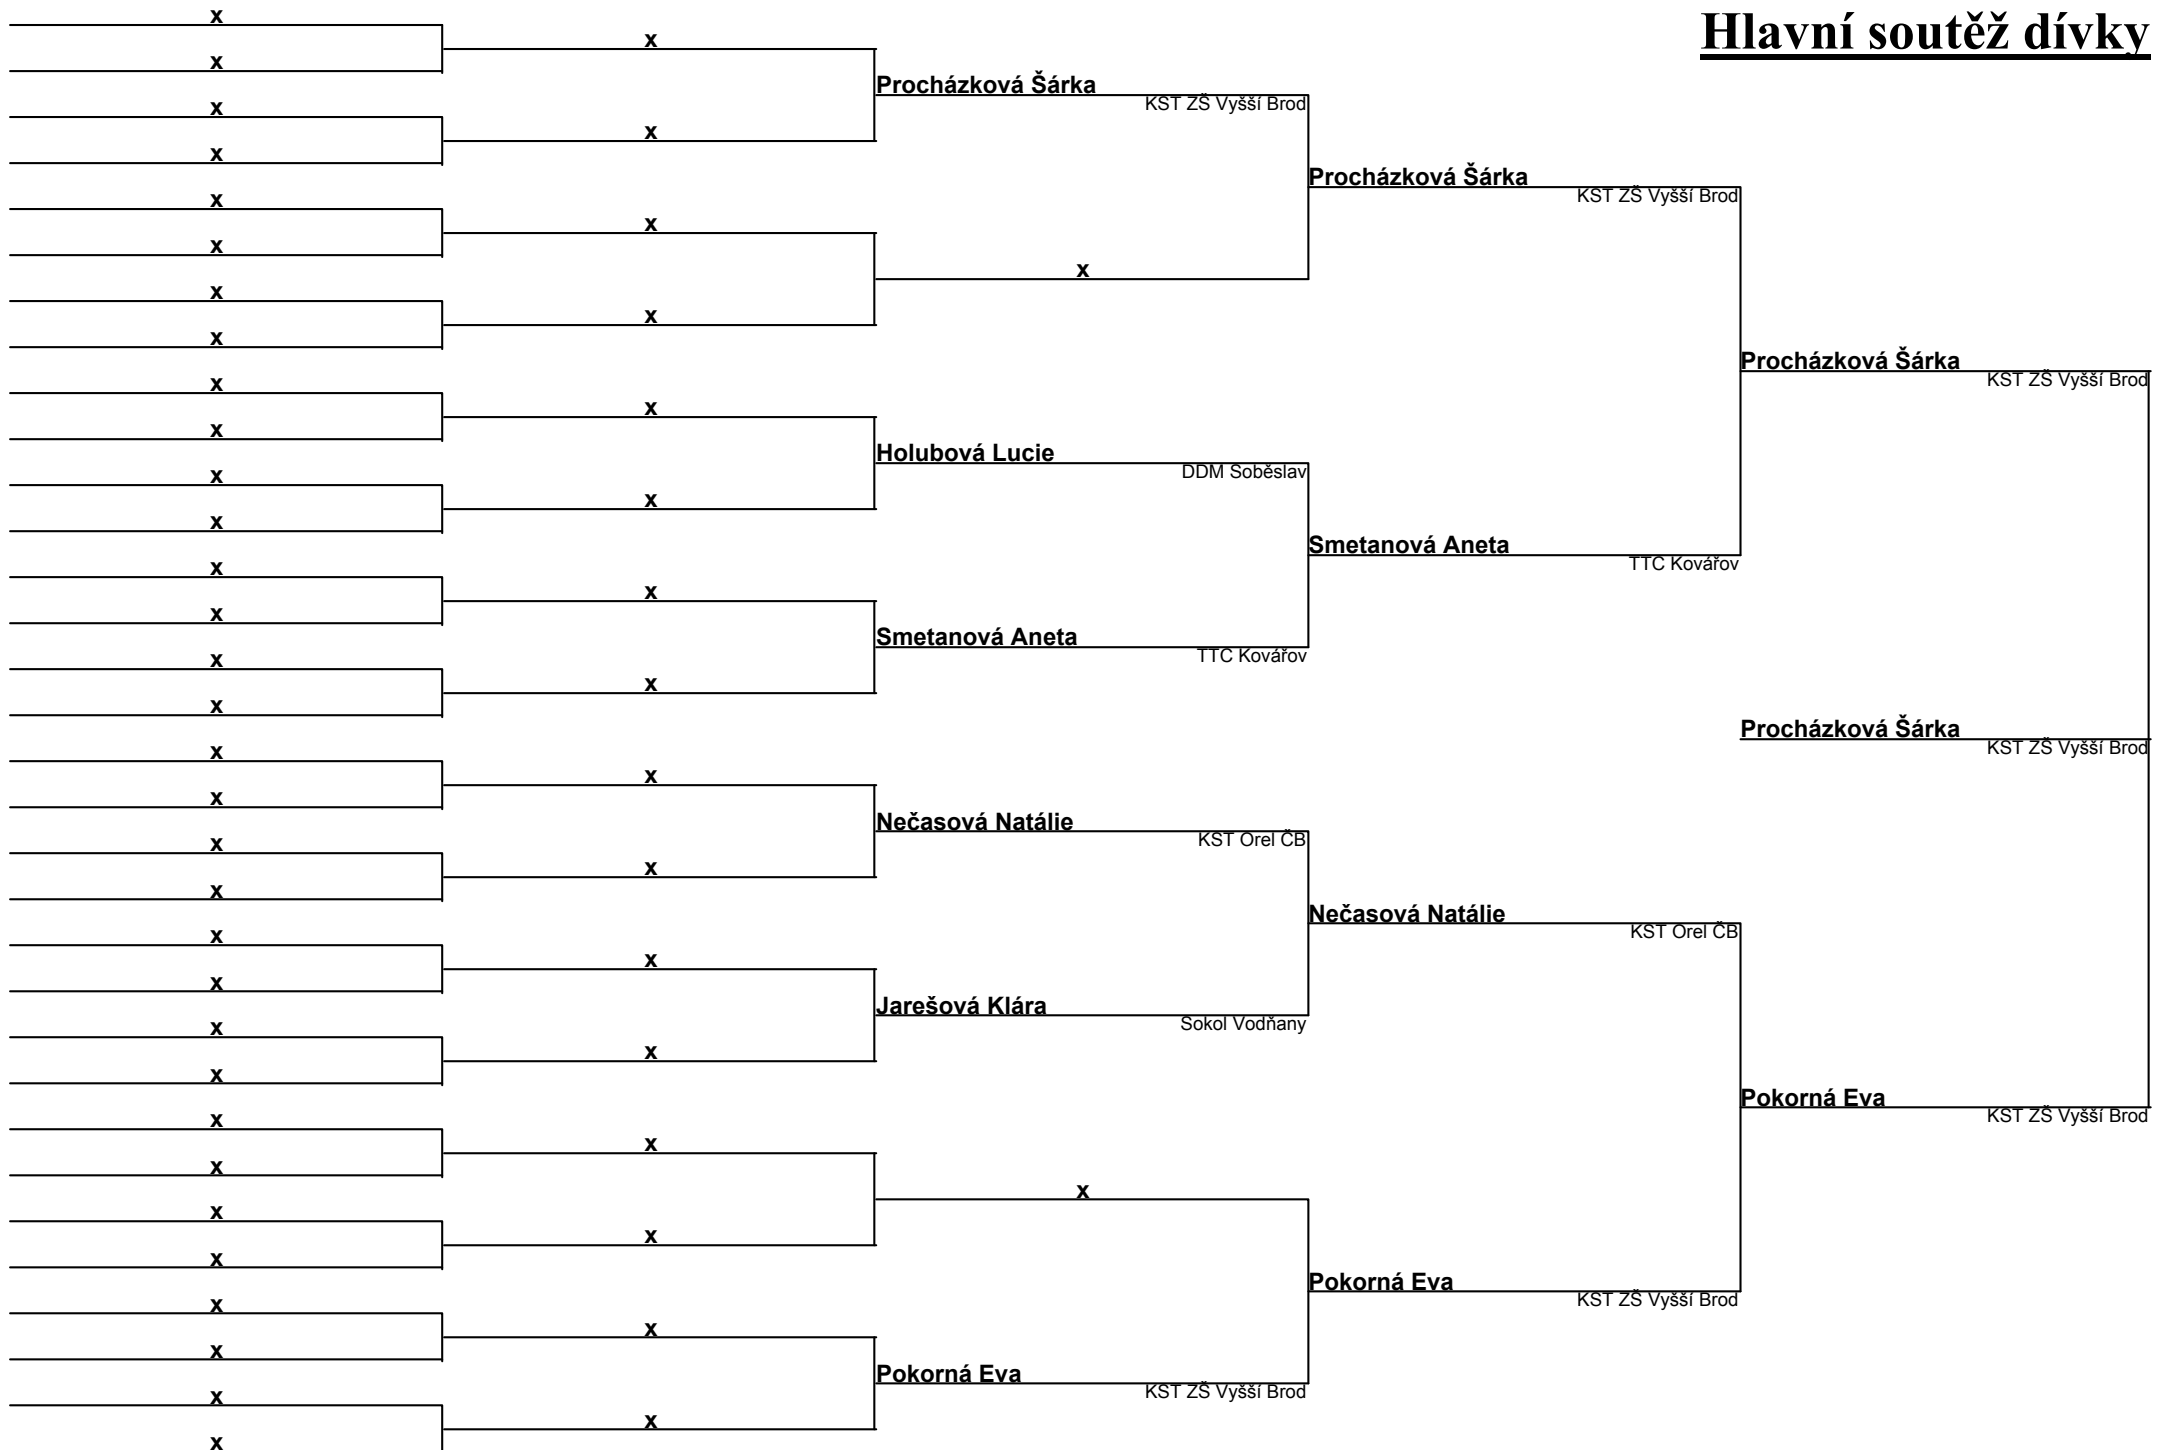 Hlavní soutěž dívky
x
x
x
Procházková Šárka
KST ZŠ Vyšší Brod
x
x
x
Procházková Šárka
KST ZŠ Vyšší Brod
x
x
x
x
x
x
x
Procházková Šárka
KST ZŠ Vyšší Brod
x
x
x
Holubová Lucie
DDM Soběslav
x
x
x
Smetanová Aneta
TTC Kovářov
x
x
x
Smetanová Aneta
TTC Kovářov
x
x
x
Procházková Šárka
KST ZŠ Vyšší Brod
x
x
x
Nečasová Natálie
KST Orel ČB
x
x
x
Nečasová Natálie
KST Orel ČB
x
x
x
Jarešová Klára
Sokol Vodňany
x
x
x
Pokorná Eva
KST ZŠ Vyšší Brod
x
x
x
x
x
x
x
Pokorná Eva
KST ZŠ Vyšší Brod
x
x
x
Pokorná Eva
KST ZŠ Vyšší Brod
x
x
x